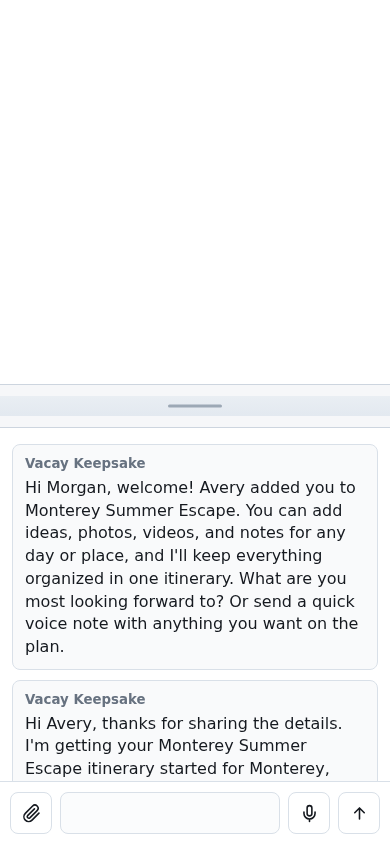 Vacay Keepsake
Hi Morgan, welcome! Avery added you to
Monterey Summer Escape. You can add
ideas, photos, videos, and notes for any
day or place, and I'll keep everything
organized in one itinerary. What are you
most looking forward to? Or send a quick
voice note with anything you want on the
plan.
Vacay Keepsake
Hi Avery, thanks for sharing the details.
I'm getting your Monterey Summer
Escape itinerary started for Monterey,